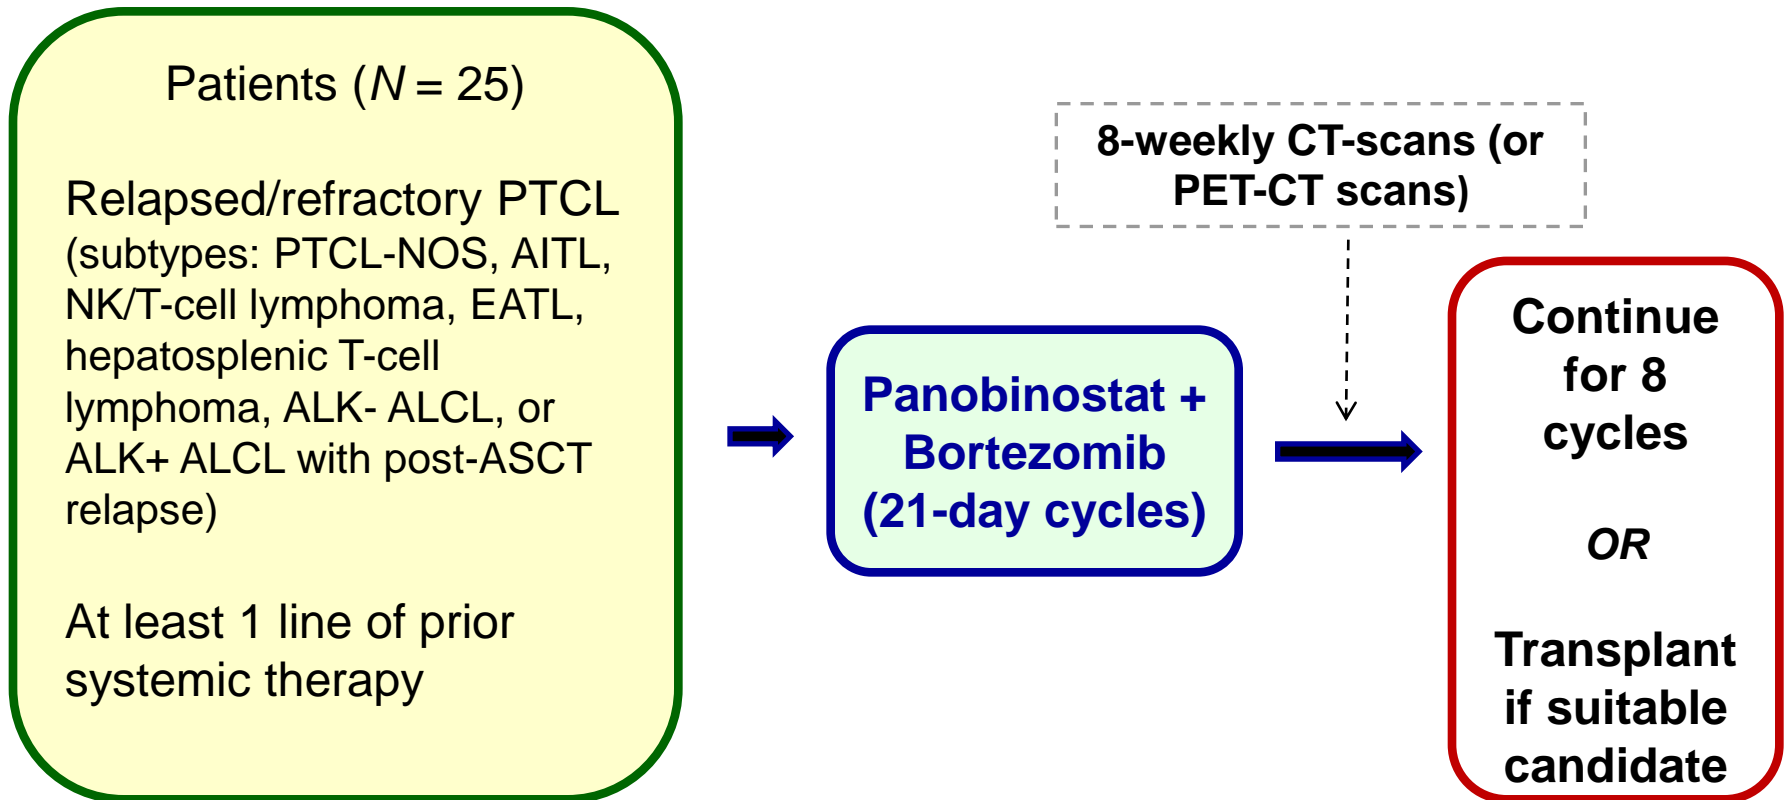 Patients (N = 25)
Relapsed/refractory PTCL
(subtypes: PTCL-NOS, AITL,
NK/T-cell lymphoma, EATL,
hepatosplenic T-cell
lymphoma, ALK- ALCL, or
ALK+ ALCL with post-ASCT
relapse)
At least 1 line of prior
systemic therapy
Panobinostat +
Bortezomib
(21-day cycles)
8-weekly CT-scans (or
PET-CT scans)
Continue
for 8
cycles
OR
Transplant
if suitable
candidate